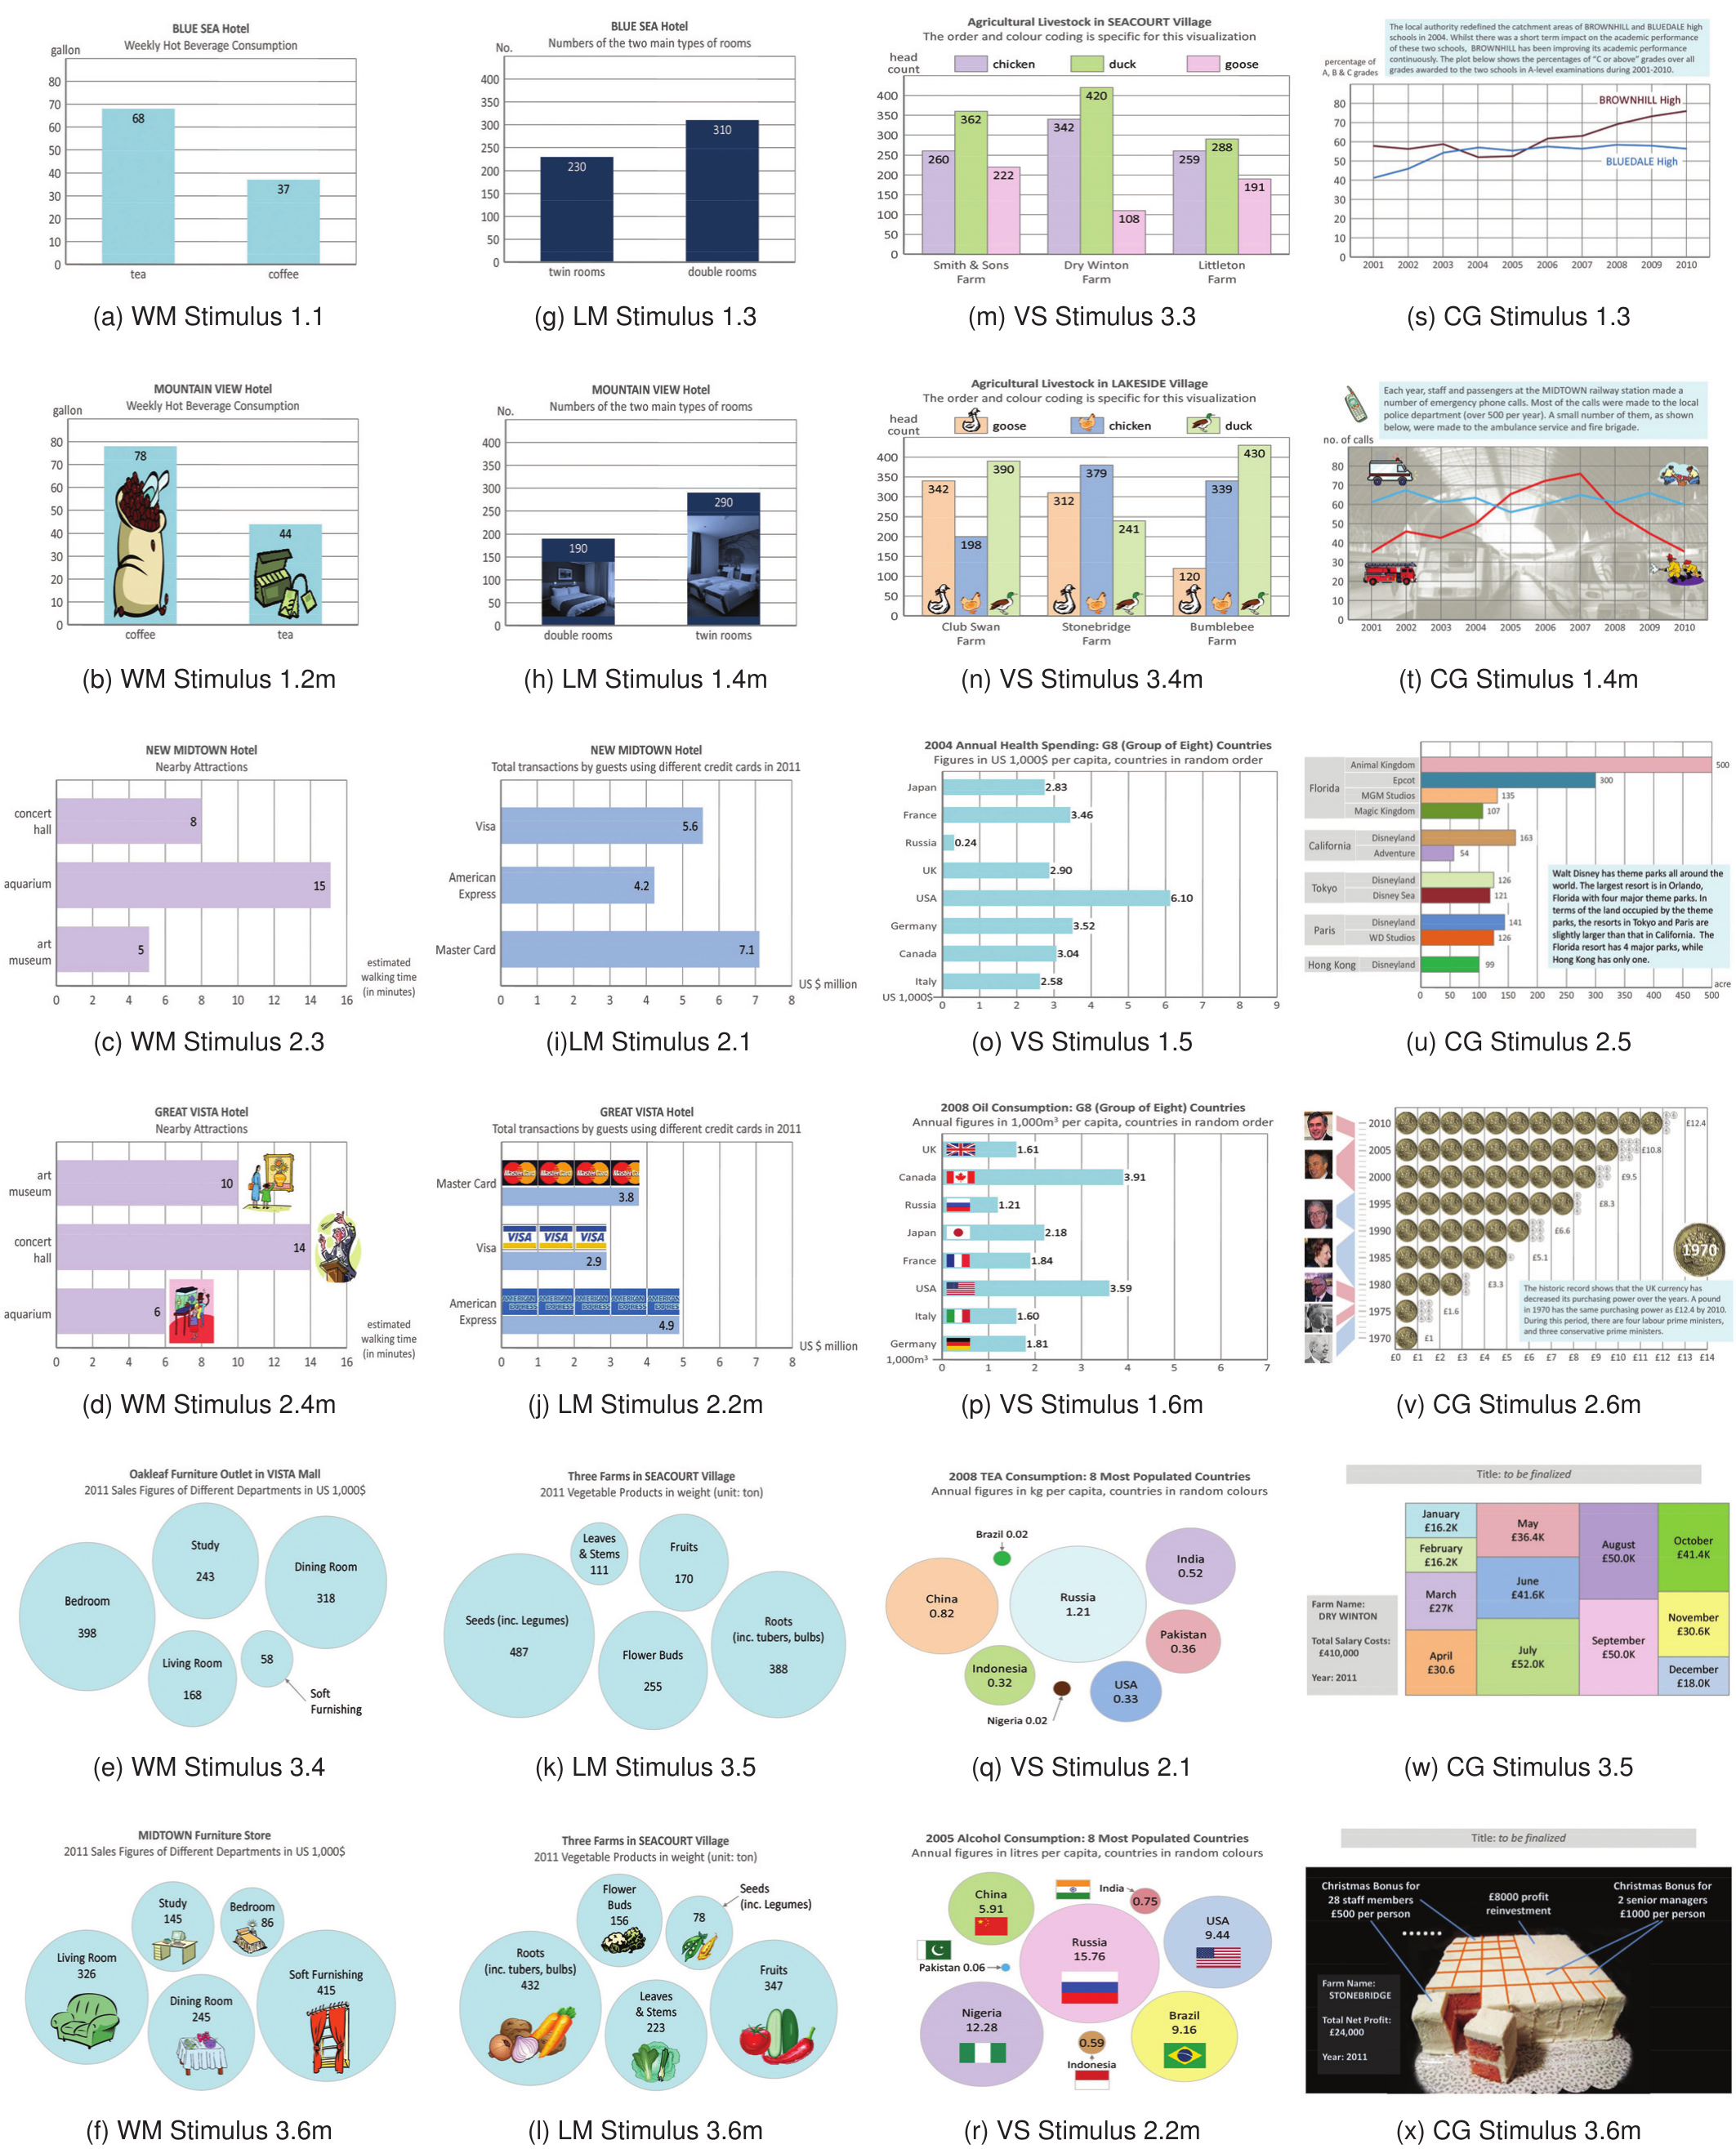 BLUE SEA Hotel
Weekly Hot Beverage Consumption
gallon
80
70
60
50
40
30
20
10
0
68
37
tea
coffee
(a) WM Stimulus 1.1
BLUE SEA Hotel
Numbers of the two main types of rooms
No.
400
350
300
250
200
150
100
50
0
230
310
twin rooms
double rooms
(g) LM Stimulus 1.3
Agricultural Livestock in SEACOURT Village
The order and colour coding is specific for this visualization
head
count
chicken
duck
goose
400
350
300
250
200
150
100
50
0
260
362
222
342
420
108
259
288
191
Smith & Sons
Farm
Dry Winton
Farm
Littleton
Farm
(m) VS Stimulus 3.3
The local authority redefined the catchment areas of BROWNHILL and BLUEDALE high
schools in 2004. Whilst there was a short term impact on the academic performance
of these two schools, BROWNHILL has been improving its academic performance
continuously. The plot below shows the percentages of "C or above" grades over all
grades awarded to the two schools in A-level examinations during 2001-2010.
percentage of
A, B & C grades
80
70
60
50
40
30
20
10
0
BROWNHILL High
BLUEDALE High
2001 2002 2003 2004 2005 2006 2007 2008 2009 2010
(s) CG Stimulus 1.3
MOUNTAIN VIEW Hotel
Weekly Hot Beverage Consumption
gallon
80
70
60
50
40
30
20
10
0
78
44
coffee
tea
(b) WM Stimulus 1.2m
MOUNTAIN VIEW Hotel
Numbers of the two main types of rooms
No.
400
350
300
250
200
150
100
50
0
190
290
double rooms
twin rooms
(h) LM Stimulus 1.4m
Agricultural Livestock in LAKESIDE Village
The order and colour coding is specific for this visualization
head
count
goose
chicken
duck
400
350
300
250
200
150
100
50
0
342
198
390
312
379
241
120
339
430
Club Swan
Farm
Stonebridge
Farm
Bumblebee
Farm
(n) VS Stimulus 3.4m
Each year, staff and passengers at the MIDTOWN railway station made a
number of emergency phone calls. Most of the calls were made to the local
police department (over 500 per year). A small number of them, as shown
below, were made to the ambulance service and fire brigade.
no. of calls
80
70
60
50
40
30
20
10
0
2001 2002 2003 2004 2005 2006 2007 2008 2009 2010
(t) CG Stimulus 1.4m
NEW MIDTOWN Hotel
Nearby Attractions
concert
hall
8
aquarium
15
art
museum
5
estimated
walking time
(in minutes)
0 2 4 6 8 10 12 14 16
(c) WM Stimulus 2.3
NEW MIDTOWN Hotel
Total transactions by guests using different credit cards in 2011
Visa
5.6
American
Express
4.2
Master Card
7.1
US $ million
0 1 2 3 4 5 6 7 8
(i)LM Stimulus 2.1
2004 Annual Health Spending: G8 (Group of Eight) Countries
Figures in US 1,000$ per capita, countries in random order
Japan 2.83
France 3.46
Russia 0.24
UK 2.90
USA 6.10
Germany 3.52
Canada 3.04
Italy 2.58
US 1,000$
0 1 2 3 4 5 6 7 8 9
(o) VS Stimulus 1.5
Florida
Animal Kingdom 500
Epcot 300
MGM Studios 135
Magic Kingdom 107
California
Disneyland 163
Adventure 54
Tokyo
Disneyland 126
Disney Sea 121
Paris
Disneyland 141
WD Studios 126
Hong Kong Disneyland 99
Walt Disney has theme parks all around the
world. The largest resort is in Orlando,
Florida with four major theme parks. In
terms of the land occupied by the theme
parks, the resorts in Tokyo and Paris are
slightly larger than that in California. The
Florida resort has 4 major parks, while
Hong Kong has only one.
acre
0 50 100 150 200 250 300 350 400 450 500
(u) CG Stimulus 2.5
GREAT VISTA Hotel
Nearby Attractions
art
museum
10
concert
hall
14
aquarium
6
estimated
walking time
(in minutes)
0 2 4 6 8 10 12 14 16
(d) WM Stimulus 2.4m
GREAT VISTA Hotel
Total transactions by guests using different credit cards in 2011
MasterCard MasterCard MasterCard
Master Card
3.8
VISA VISA VISA
Visa
2.9
AMERICAN EXPRESS
American
Express
4.9
US $ million
0 1 2 3 4 5 6 7 8
(j) LM Stimulus 2.2m
2008 Oil Consumption: G8 (Group of Eight) Countries
Annual figures in 1,000m³ per capita, countries in random order
UK 1.61
Canada 3.91
Russia 1.21
Japan 2.18
France 1.84
USA 3.59
Italy 1.60
Germany 1.81
1,000m³
0 1 2 3 4 5 6 7
(p) VS Stimulus 1.6m
2010 £12.4
2005 £10.8
2000 £9.5
1995 £8.3
1990 £6.6
1985 £5.1
1980 £3.3
1975 £1.6
1970 £1
1970
The historic record shows that the UK currency has
decreased its purchasing power over the years. A pound
in 1970 has the same purchasing power as £12.4 by 2010.
During this period, there are four labour prime ministers,
and three conservative prime ministers.
£0 £1 £2 £3 £4 £5 £6 £7 £8 £9 £10 £11 £12 £13 £14
(v) CG Stimulus 2.6m
Oakleaf Furniture Outlet in VISTA Mall
2011 Sales Figures of Different Departments in US 1,000$
Study
243
Dining Room
318
Bedroom
398
Living Room
168
58
Soft
Furnishing
(e) WM Stimulus 3.4
Three Farms in SEACOURT Village
2011 Vegetable Products in weight (unit: ton)
Leaves
& Stems
111
Fruits
170
Seeds (inc. Legumes)
487
Roots
(inc. tubers, bulbs)
388
Flower Buds
255
(k) LM Stimulus 3.5
2008 TEA Consumption: 8 Most Populated Countries
Annual figures in kg per capita, countries in random colours
Brazil 0.02
India
0.52
China
0.82
Russia
1.21
Pakistan
0.36
Indonesia
0.32
USA
0.33
Nigeria 0.02
(q) VS Stimulus 2.1
Title: to be finalized
January
£16.2K
February
£16.2K
March
£27K
April
£30.6
May
£36.4K
June
£41.6K
July
£52.0K
August
£50.0K
September
£50.0K
October
£41.4K
November
£30.6K
December
£18.0K
Farm Name:
DRY WINTON
Total Salary Costs:
£410,000
Year: 2011
(w) CG Stimulus 3.5
MIDTOWN Furniture Store
2011 Sales Figures of Different Departments in US 1,000$
Study
145
Bedroom
86
Living Room
326
Soft Furnishing
415
Dining Room
245
(f) WM Stimulus 3.6m
Three Farms in SEACOURT Village
2011 Vegetable Products in weight (unit: ton)
Flower
Buds
156
Seeds
(inc. Legumes)
78
Roots
(inc. tubers, bulbs)
432
Fruits
347
Leaves
& Stems
223
(l) LM Stimulus 3.6m
2005 Alcohol Consumption: 8 Most Populated Countries
Annual figures in litres per capita, countries in random colours
China
5.91
India
0.75
USA
9.44
Russia
15.76
Pakistan 0.06
Nigeria
12.28
Brazil
9.16
0.59
Indonesia
(r) VS Stimulus 2.2m
Title: to be finalized
Christmas Bonus for
28 staff members
£500 per person
£8000 profit
reinvestment
Christmas Bonus for
2 senior managers
£1000 per person
......
Farm Name:
STONEBRIDGE
Total Net Profit:
£24,000
Year: 2011
(x) CG Stimulus 3.6m